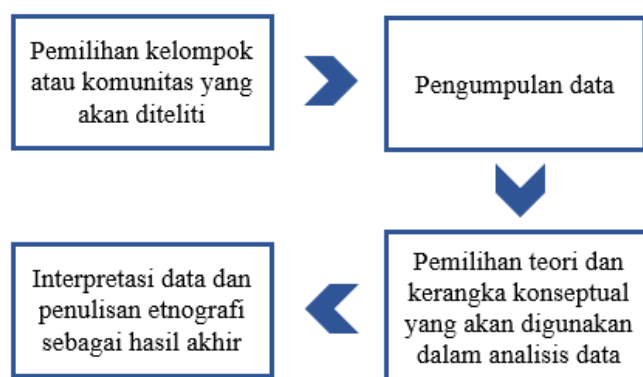 Pemilihan kelompok
atau komunitas yang
akan diteliti
Pengumpulan data
Pemilihan teori dan
kerangka konseptual
yang akan digunakan
dalam analisis data
Interpretasi data dan
penulisan etnografi
sebagai hasil akhir